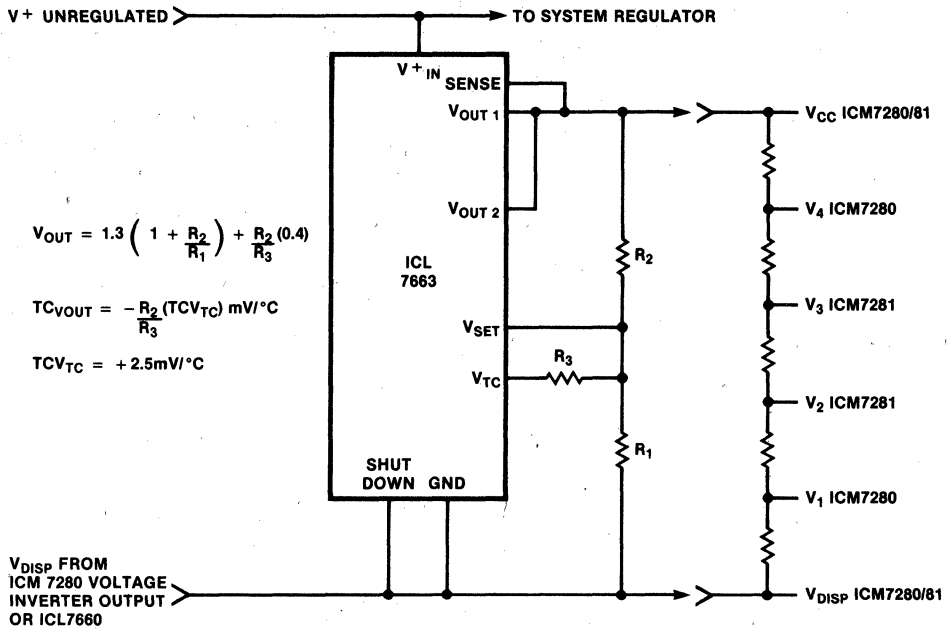 V+ UNREGULATED
TO SYSTEM REGULATOR
V+IN
SENSE
VOUT 1
VCC ICM7280/81
VOUT 2
V4 ICM7280
VOUT = 1.3 ( 1 + R2/R1 ) + R2/R3 (0.4)
ICL
7663
R2
TCVOUT = -R2/R3 (TCVTC) mV/°C
V3 ICM7281
VSET
TCVTC = +2.5mV/°C
R3
VTC
V2 ICM7281
R1
SHUT
DOWN GND
V1 ICM7280
VDISP FROM
ICM 7280 VOLTAGE
INVERTER OUTPUT
OR ICL7660
VDISP ICM7280/81